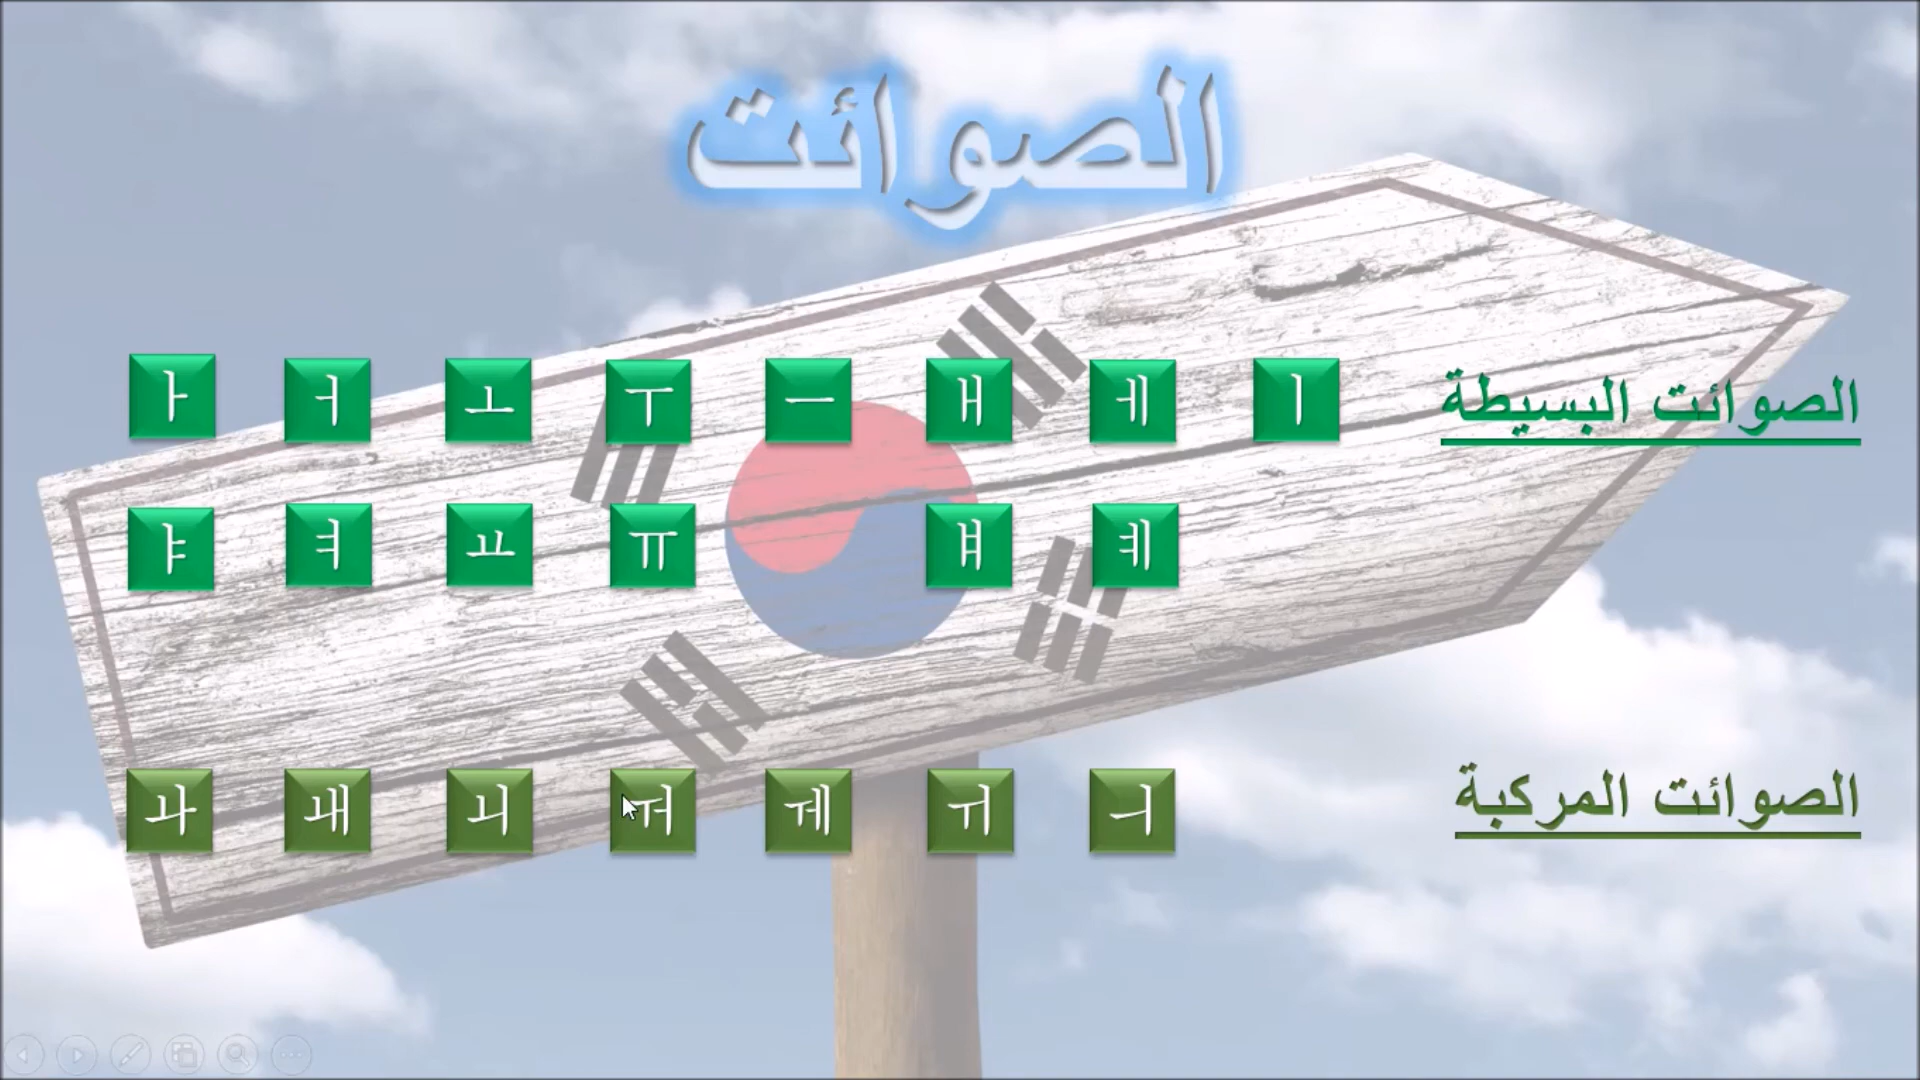 الصوائت
ㅏ ㅓ ㅗ ㅜ ㅡ ㅐ ㅔ ㅣ الصوائت البسيطة
ㅑ ㅕ ㅛ ㅠ ㅒ ㅖ
ㅘ ㅙ ㅚ ㅝ ㅞ ㅟ ㅢ الصوائت المركبة